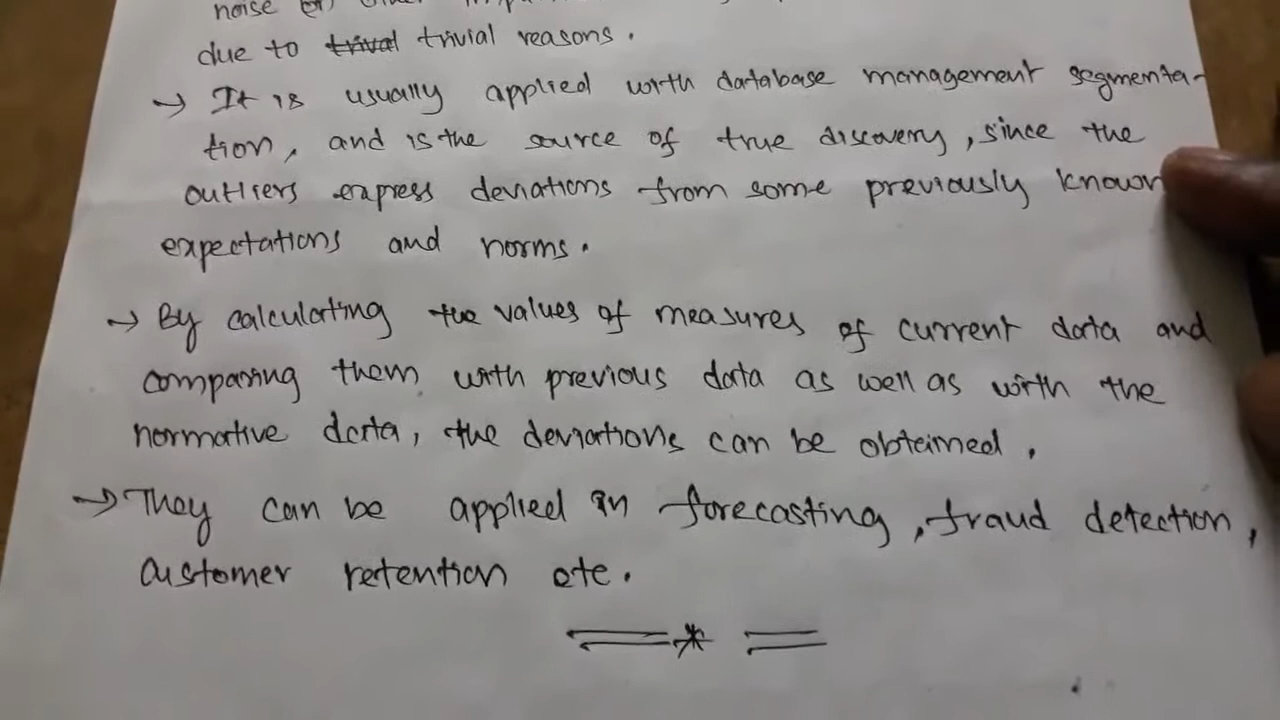 noise
due to trival trivial reasons.
→ It is usually applied with database management segmenta-
tion, and is the source of true discovery, since the
outliers express deviations from some previously known
expectations and norms.
→ By calculating the values of measures of current data and
comparing them with previous data as well as with the
normative data, the deviations can be obtained.
→ They can be applied in forecasting, fraud detection,
customer retention etc.